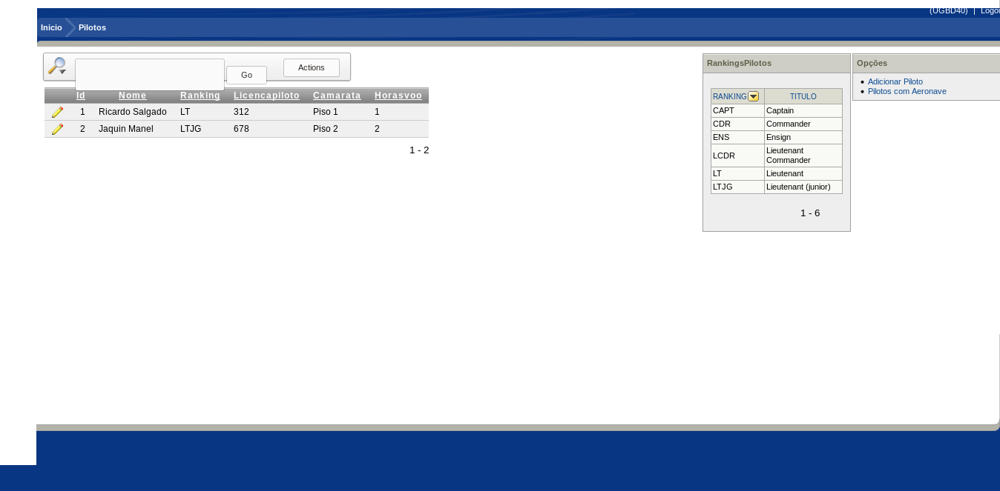 (UGBD40) | Logou
Inicio Pilotos
Go Actions
Id Nome Ranking Licencapiloto Camarata Horasvoo
1 Ricardo Salgado LT 312 Piso 1 1
2 Jaquin Manel LTJG 678 Piso 2 2
1 - 2
RankingsPilotos
RANKING TITULO
CAPT Captain
CDR Commander
ENS Ensign
LCDR Lieutenant
Commander
LT Lieutenant
LTJG Lieutenant (junior)
1 - 6
Opções
• Adicionar Piloto
• Pilotos com Aeronave